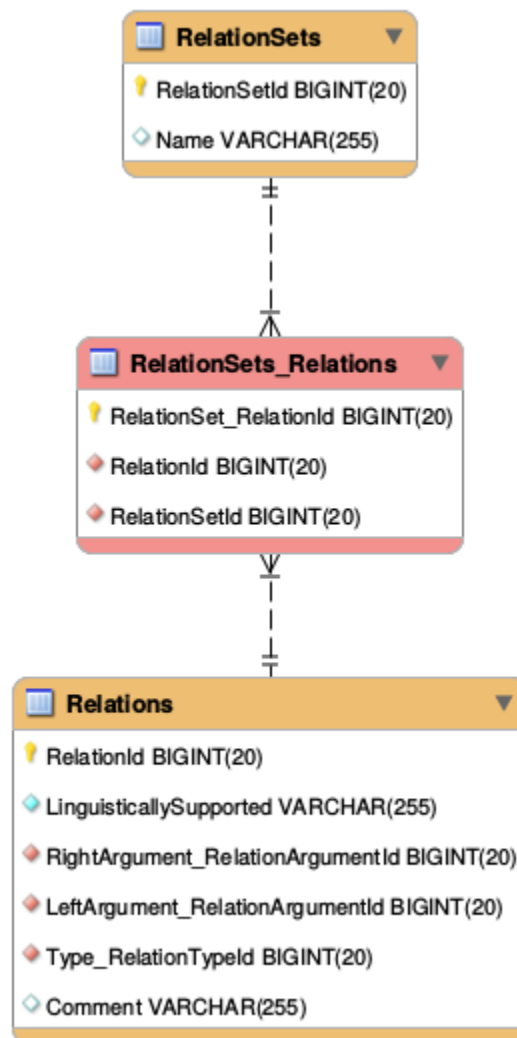 RelationSets
RelationSetId BIGINT(20)
Name VARCHAR(255)
RelationSets_Relations
RelationSet_RelationId BIGINT(20)
RelationId BIGINT(20)
RelationSetId BIGINT(20)
Relations
RelationId BIGINT(20)
LinguisticallySupported VARCHAR(255)
RightArgument_RelationArgumentId BIGINT(20)
LeftArgument_RelationArgumentId BIGINT(20)
Type_RelationTypeId BIGINT(20)
Comment VARCHAR(255)